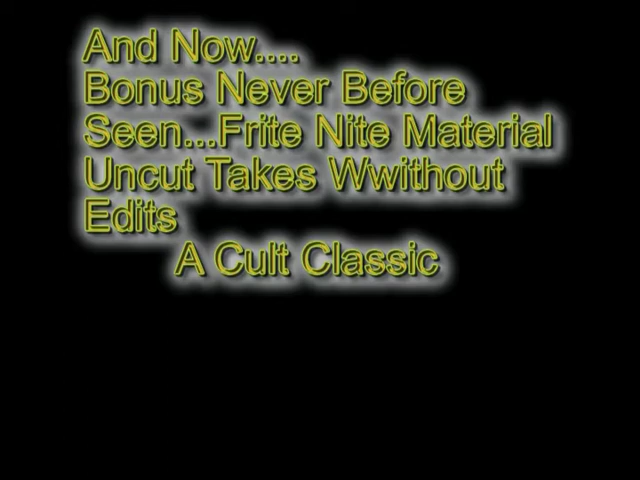 And Now....
Bonus Never Before
Seen...Frite Nite Material
Uncut Takes Wwithout
Edits
A Cult Classic